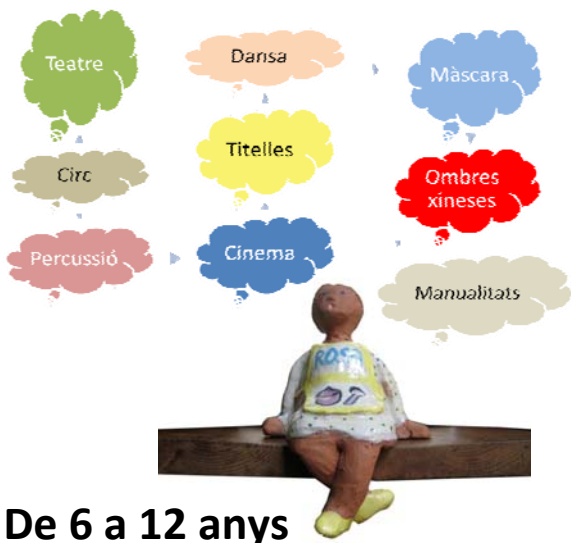 Teatre
Dansa
Màscara
Circ
Titelles
Ombres
xineses
Percussió
Cinema
Manualitats
ROSA
De 6 a 12 anys